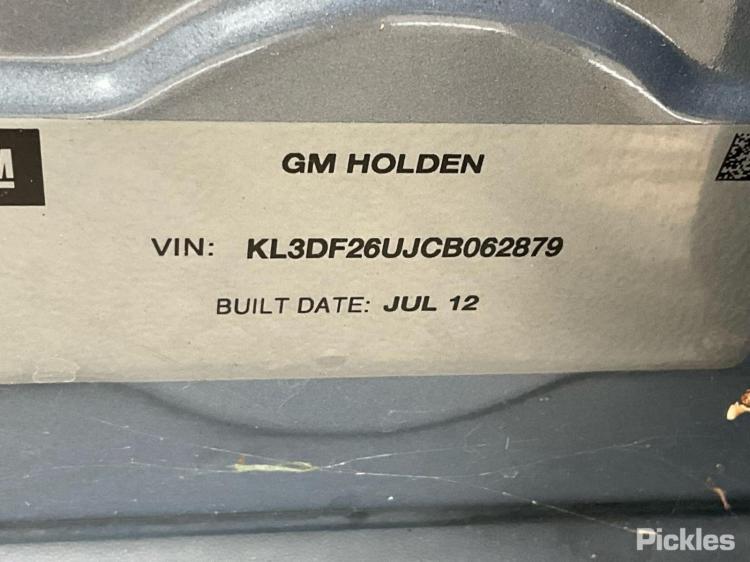 GM HOLDEN
VIN: KL3DF26UJCB062879
BUILT DATE: JUL 12
Pickles